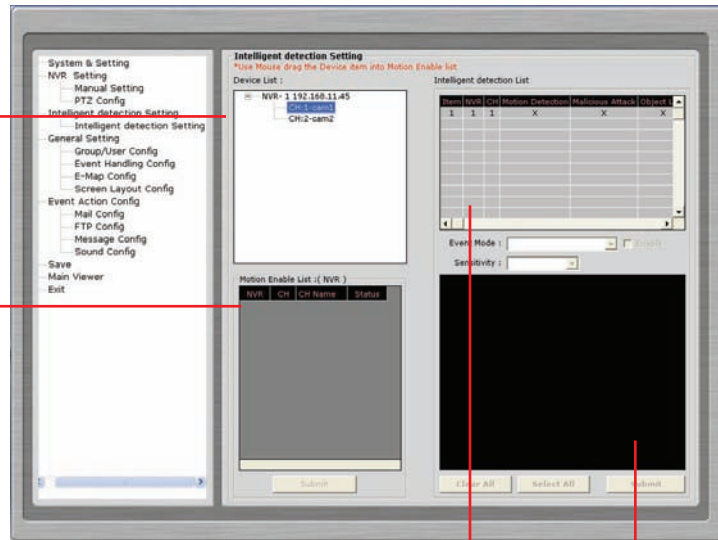 System & Setting
NVR Setting
Manual Setting
PTZ Config
Intelligent detection Setting
Intelligent detection Setting
General Setting
Group/User Config
Event Handling Config
E-Map Config
Screen Layout Config
Event Action Config
Mail Config
FTP Config
Message Config
Sound Config
Save
Main Viewer
Exit
Intelligent detection Setting
*Use Mouse drag the Device item into Motion Enable list
Device List :
NVR- 1 192.168.11.45
CH:1-cam1
CH:2-cam2
Motion Enable List :( NVR )
NVR CH CH Name Status
Submit
Intelligent detection List
Item NVR CH Motion Detection Malicious Attack Object L
1 1 1 X X X
Event Mode : Enable
Sensitivity :
Clear All Select All Submit